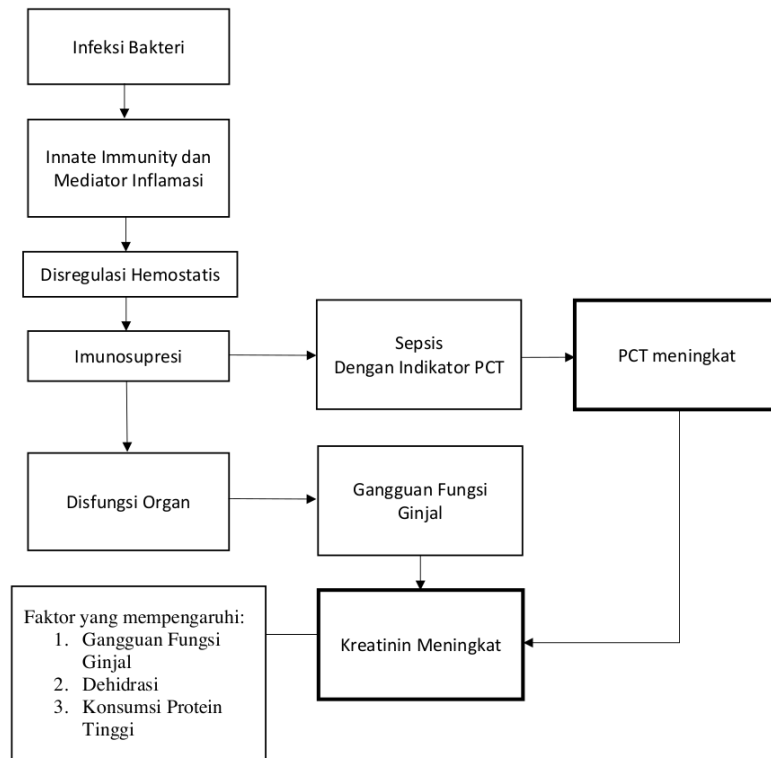 Infeksi Bakteri
Innate Immunity dan
Mediator Inflamasi
Disregulasi Hemostatis
Imunosupresi
Sepsis
Dengan Indikator PCT
PCT meningkat
Disfungsi Organ
Gangguan Fungsi
Ginjal
Faktor yang mempengaruhi:
1. Gangguan Fungsi
Ginjal
2. Dehidrasi
3. Konsumsi Protein
Tinggi
Kreatinin Meningkat